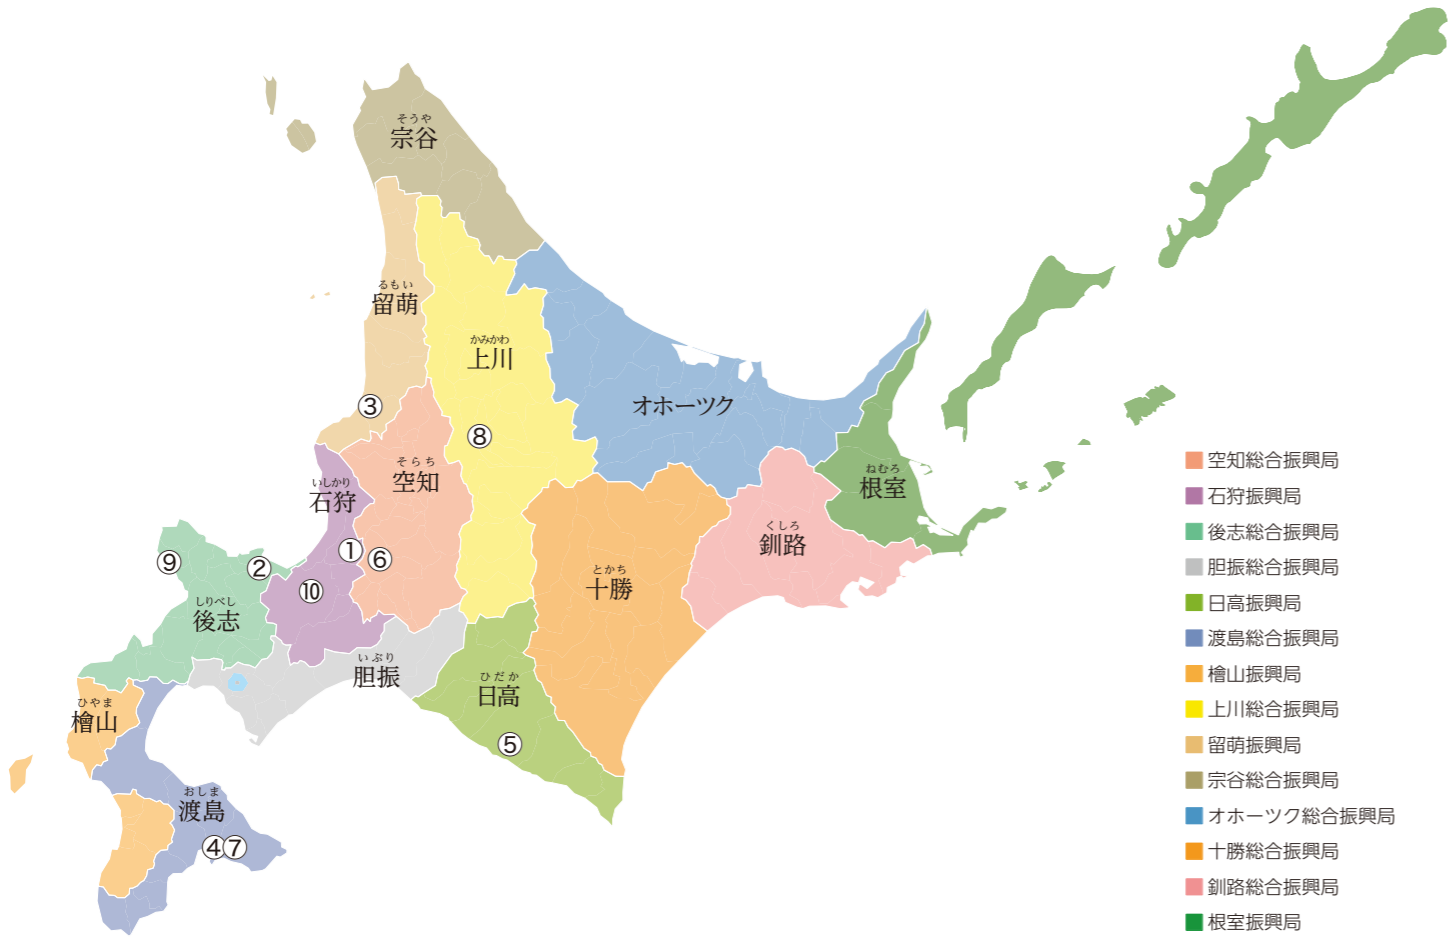 そうや
宗谷
るもい
留萌
かみかわ
上川
オホーツク
③
⑧
そらち
空知
ねむろ
根室
いしかり
石狩
くしろ
釧路
①
⑥
⑨
②
⑩
とかち
十勝
しりべし
後志
いぶり
胆振
ひだか
日高
ひやま
檜山
⑤
おしま
渡島
④⑦
空知総合振興局
石狩振興局
後志総合振興局
胆振総合振興局
日高振興局
渡島総合振興局
檜山振興局
上川総合振興局
留萌振興局
宗谷総合振興局
オホーツク総合振興局
十勝総合振興局
釧路総合振興局
根室振興局